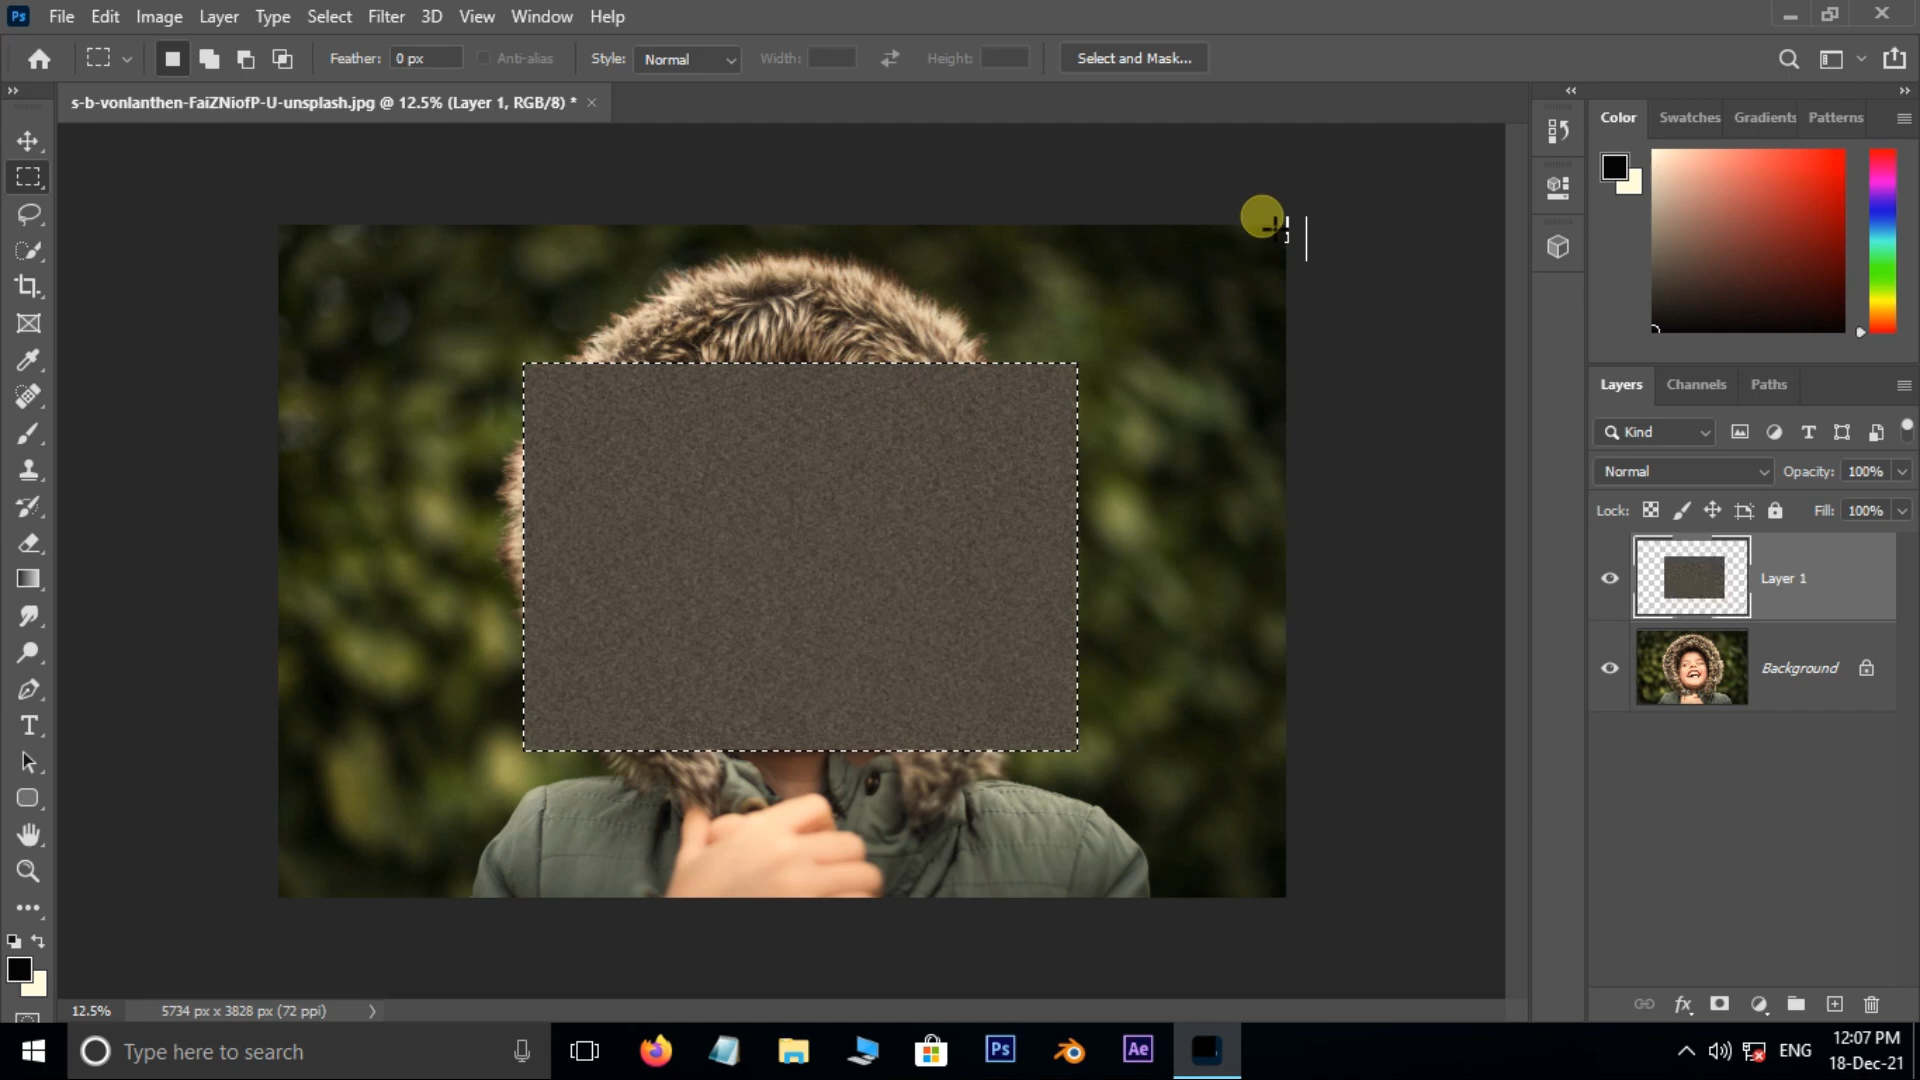 Ps File Edit Image Layer Type Select Filter 3D View Window Help
Feather: 0 px Anti-alias Style: Normal Width: Height: Select and Mask...
s-b-vonlanthen-FaiZNiofP-U-unsplash.jpg @ 12.5% (Layer 1, RGB/8) *
Color Swatches Gradients Patterns
Layers Channels Paths
Kind
Normal Opacity: 100%
Lock: Fill: 100%
Layer 1
Background
12.5% 5734 px x 3828 px (72 ppi)
Type here to search
Ps
Ae
ENG
12:07 PM
18-Dec-21